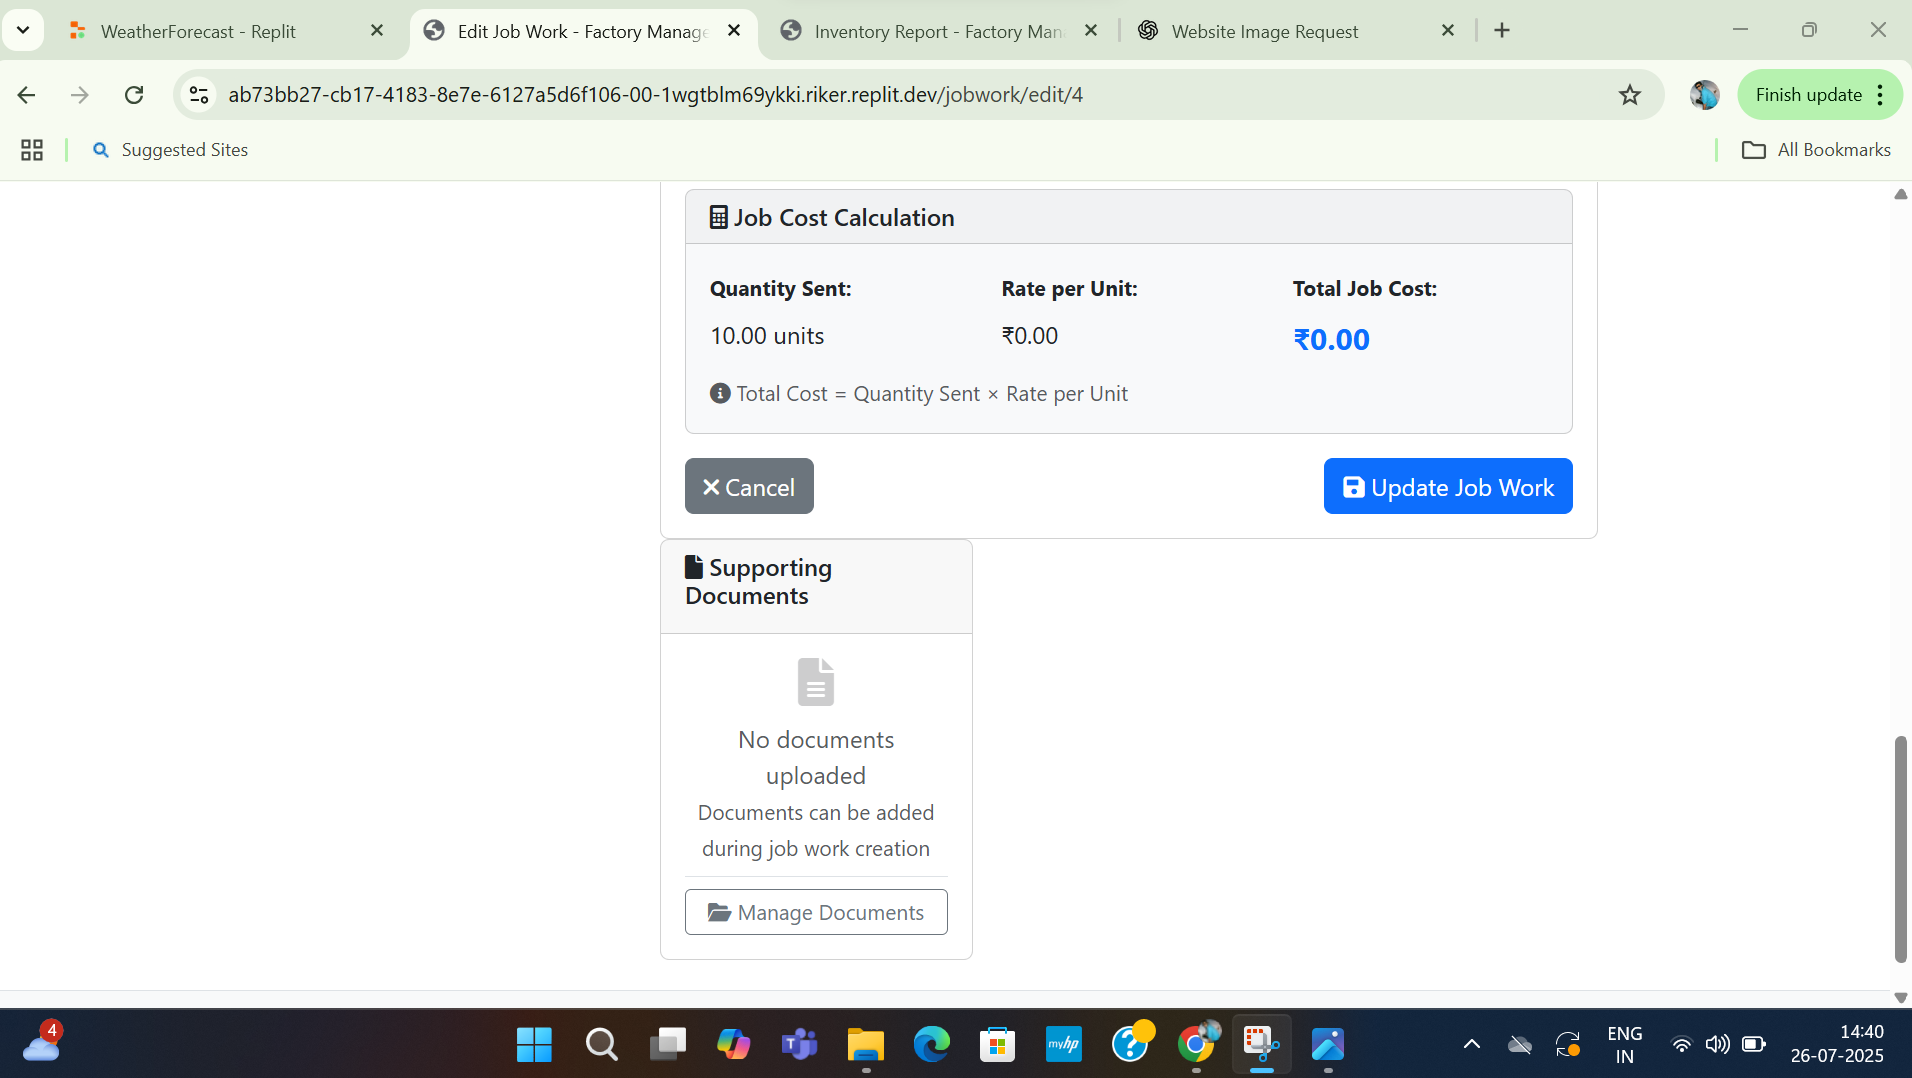 WeatherForecast - Replit
Edit Job Work - Factory Manage
Inventory Report - Factory Man
Website Image Request
ab73bb27-cb17-4183-8e7e-6127a5d6f106-00-1wgtblm69ykki.riker.replit.dev/jobwork/edit/4
Finish update
Suggested Sites
All Bookmarks
Job Cost Calculation
Quantity Sent: Rate per Unit: Total Job Cost:
10.00 units ₹0.00 ₹0.00
Total Cost = Quantity Sent × Rate per Unit
Cancel
Update Job Work
Supporting
Documents
No documents
uploaded
Documents can be added
during job work creation
Manage Documents
4
T
myhp
?
ENG
IN
14:40
26-07-2025